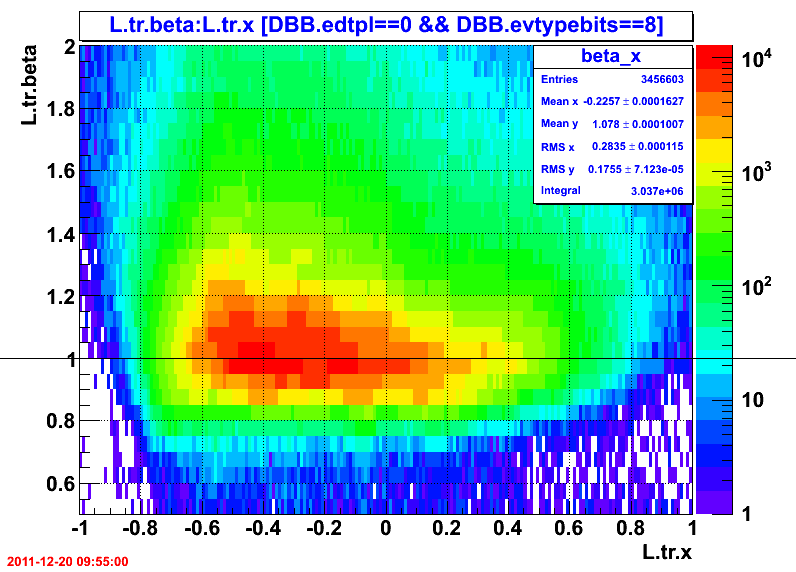 L.tr.beta:L.tr.x [DBB.edtpl==0 && DBB.evtypebits==8]
L.tr.beta
beta_x
Entries 3456603
Mean x -0.2257 ± 0.0001627
Mean y 1.078 ± 0.0001007
RMS x 0.2835 ± 0.000115
RMS y 0.1755 ± 7.123e-05
Integral 3.037e+06
2
1.8
1.6
1.4
1.2
1
0.8
0.6
10⁴
10³
10²
10
1
-1 -0.8 -0.6 -0.4 -0.2 0 0.2 0.4 0.6 0.8 1
L.tr.x
2011-12-20 09:55:00